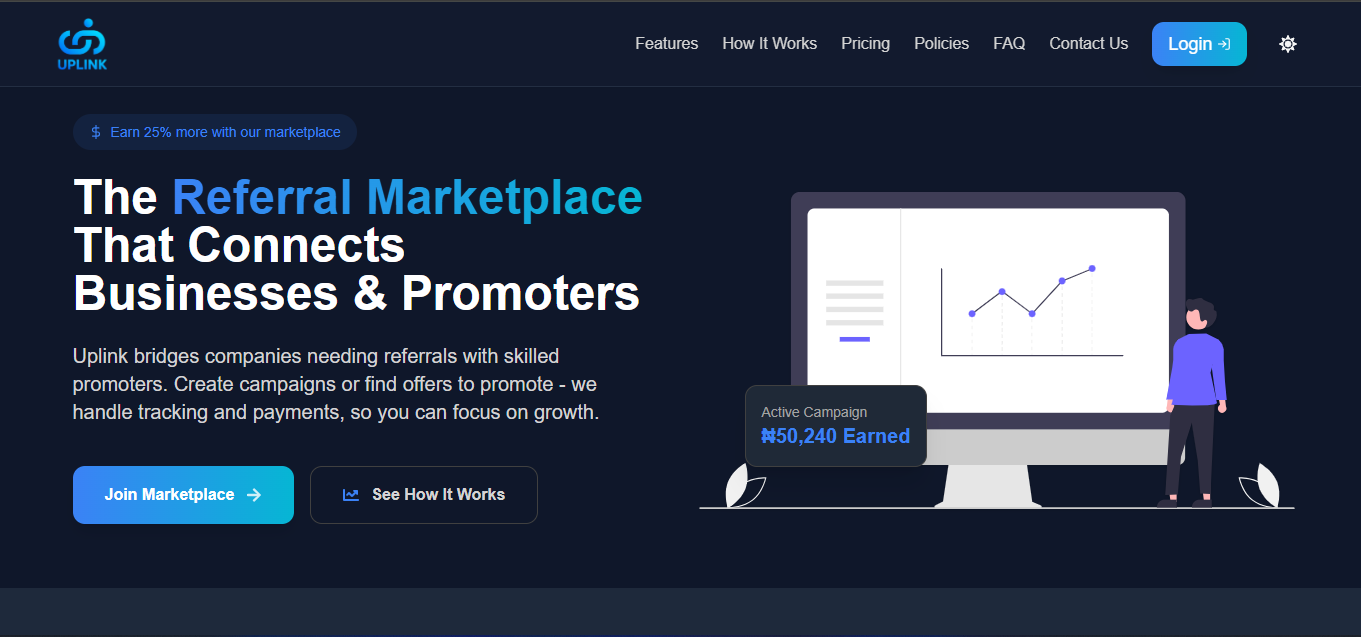 UPLINK
Features
How It Works
Pricing
Policies
FAQ
Contact Us
Login
Earn 25% more with our marketplace
The Referral Marketplace
That Connects
Businesses & Promoters
Uplink bridges companies needing referrals with skilled
promoters. Create campaigns or find offers to promote - we
handle tracking and payments, so you can focus on growth.
Active Campaign
₦50,240 Earned
Join Marketplace
See How It Works